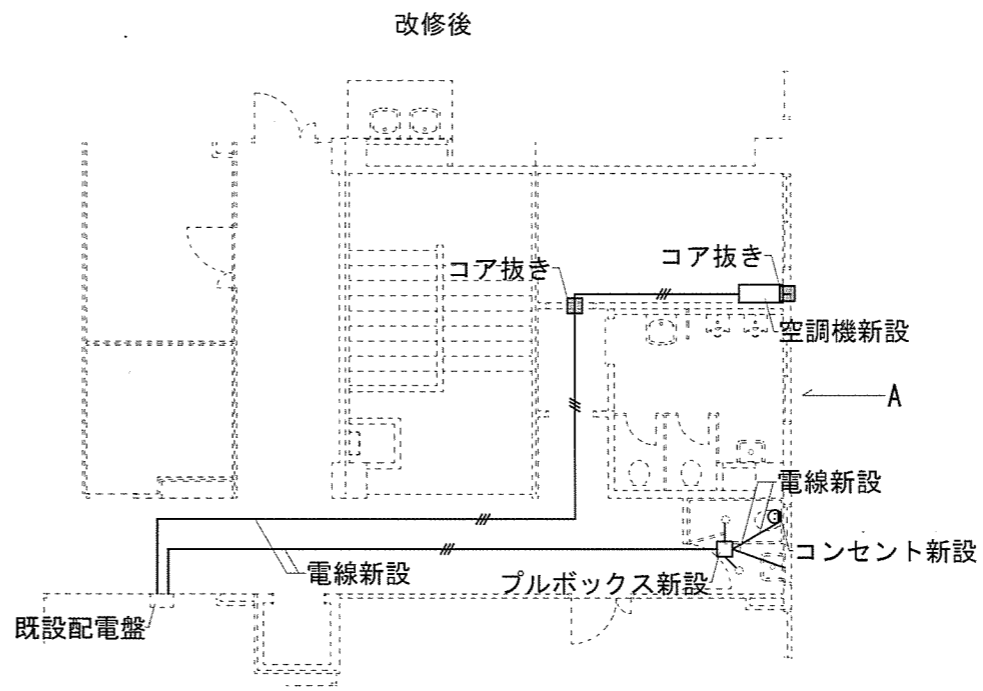 改修後
コア抜き
コア抜き
空調機新設
A
電線新設
コンセント新設
電線新設
プルボックス新設
既設配電盤